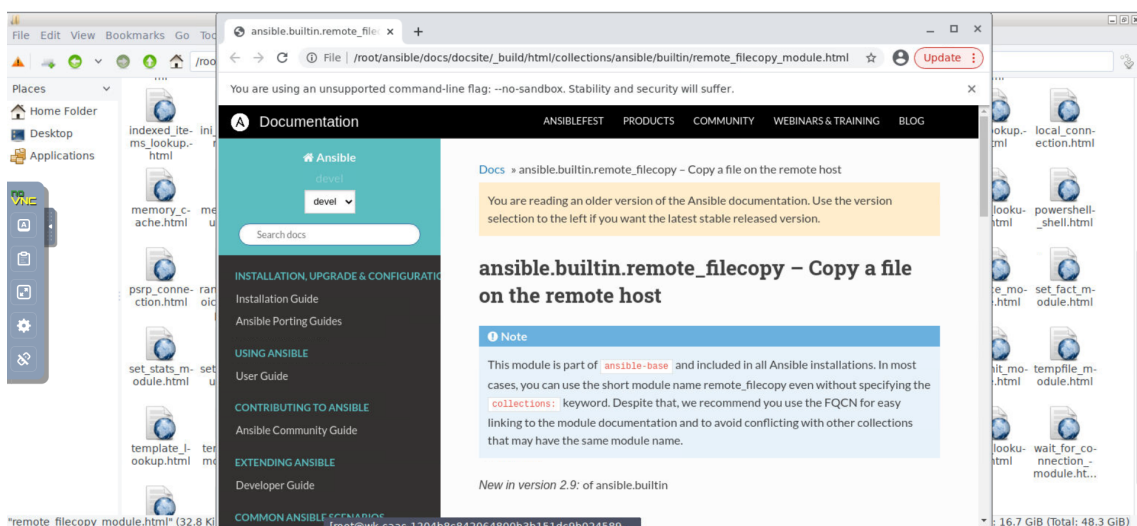 File Edit View Bookmarks Go Too
/roo
Places
Home Folder
Desktop
Applications
indexed_ite-
ms_lookup.-
html
memory_c-
ache.html
psrp_conne-
ction.html
set_stats_m-
odule.html
template_l-
ookup.html
ansible.builtin.remote_file
File | /root/ansible/docs/docsite/_build/html/collections/ansible/builtin/remote_filecopy_module.html
Update
You are using an unsupported command-line flag: --no-sandbox. Stability and security will suffer.
Documentation
ANSIBLEFEST PRODUCTS COMMUNITY WEBINARS & TRAINING BLOG
Ansible
devel
devel
Search docs
INSTALLATION, UPGRADE & CONFIGURATIO
Installation Guide
Ansible Porting Guides
USING ANSIBLE
User Guide
CONTRIBUTING TO ANSIBLE
Ansible Community Guide
EXTENDING ANSIBLE
Developer Guide
COMMON ANSIBLE SCENARIOS
Docs » ansible.builtin.remote_filecopy – Copy a file on the remote host
You are reading an older version of the Ansible documentation. Use the version
selection to the left if you want the latest stable released version.
ansible.builtin.remote_filecopy – Copy a file
on the remote host
Note
This module is part of ansible-base and included in all Ansible installations. In most
cases, you can use the short module name remote_filecopy even without specifying the
collections: keyword. Despite that, we recommend you use the FQCN for easy
linking to the module documentation and to avoid conflicting with other collections
that may have the same module name.
New in version 2.9: of ansible.builtin
local_conn-
ection.html
powershell-
_shell.html
set_fact_m-
odule.html
tempfile_m-
odule.html
wait_for_co-
nnection_-
module.ht...
noVNC
"remote_filecopy_module.html" (32.8 Ki
: 16.7 GiB (Total: 48.3 GiB)